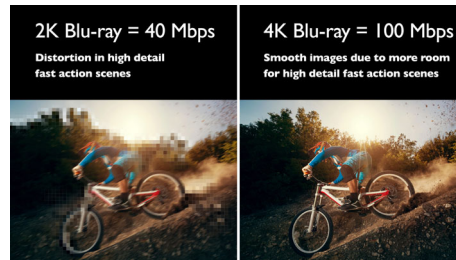 2K Blu-ray = 40 Mbps
Distortion in high detail
fast action scenes
4K Blu-ray = 100 Mbps
Smooth images due to more room
for high detail fast action scenes